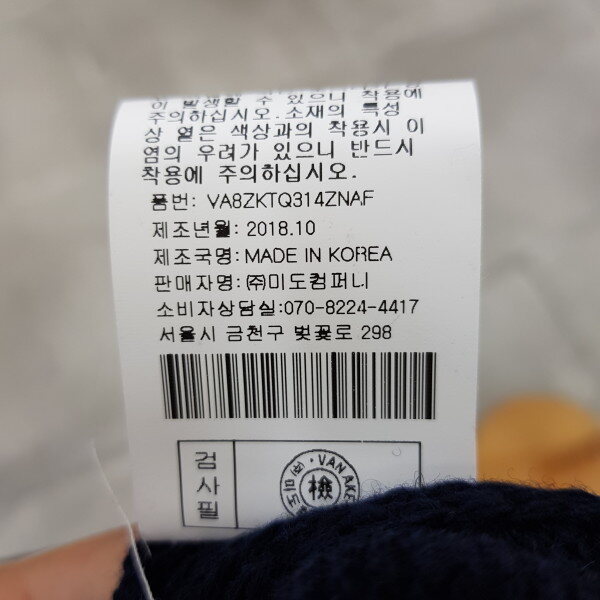 이 발생할 수 있으니 착용에
주의하십시오.소재의 특성
상 옅은 색상과의 착용시 이
염의 우려가 있으니 반드시
착용에 주의하십시오.
품번: VA8ZKTQ314ZNAF
제조년월: 2018.10
제조국명: MADE IN KOREA
판매자명: ㈜미도컴퍼니
소비자상담실:070-8224-4417
서울시 금천구 벚꽃로 298
검
사
필
VAN
檢